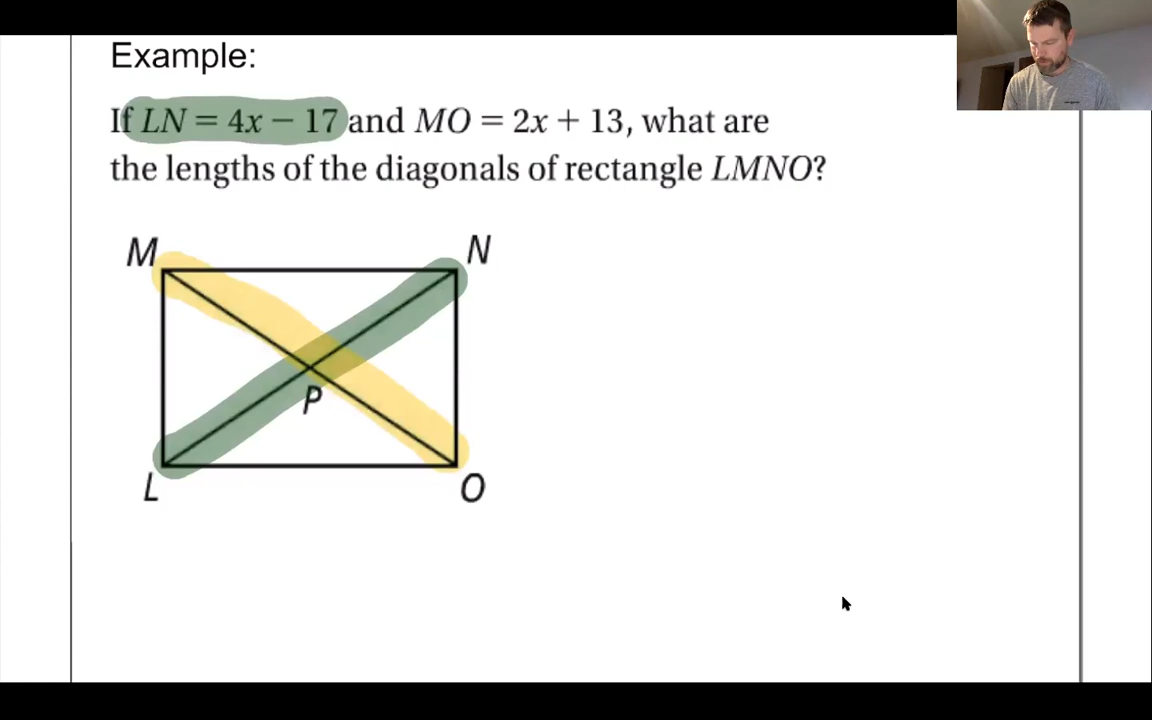 Example:
If LN = 4x − 17 and MO = 2x + 13, what are
the lengths of the diagonals of rectangle LMNO?
M
N
P
L
O